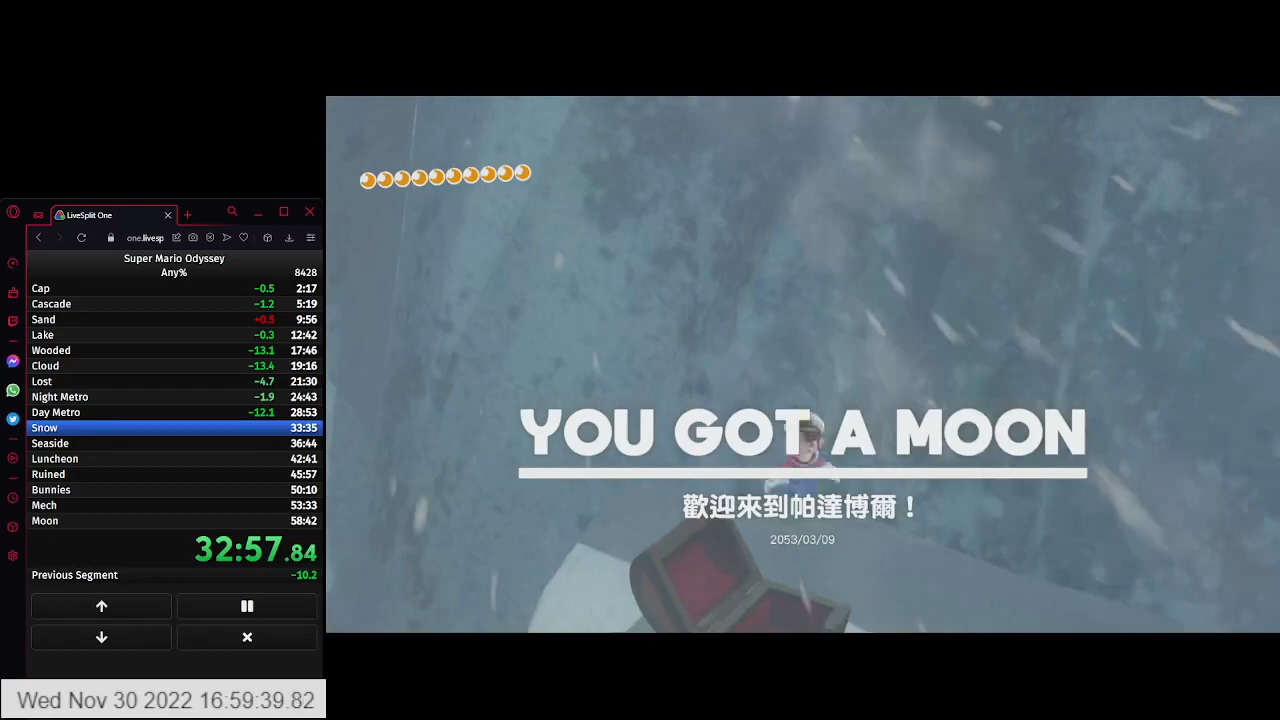 LiveSplit One
one.livesp
Super Mario Odyssey
Any% 8428
Cap −0.5 2:17
Cascade −1.2 5:19
Sand +0.5 9:56
Lake −0.3 12:42
Wooded −13.1 17:46
Cloud −13.4 19:16
Lost −4.7 21:30
Night Metro −1.9 24:43
Day Metro −12.1 28:53
Snow 33:35
Seaside 36:44
Luncheon 42:41
Ruined 45:57
Bunnies 50:10
Mech 53:33
Moon 58:42
32:57.84
Previous Segment −10.2
Wed Nov 30 2022 16:59:39.82
YOU GOT A MOON
歡迎來到帕達博爾！
2053/03/09